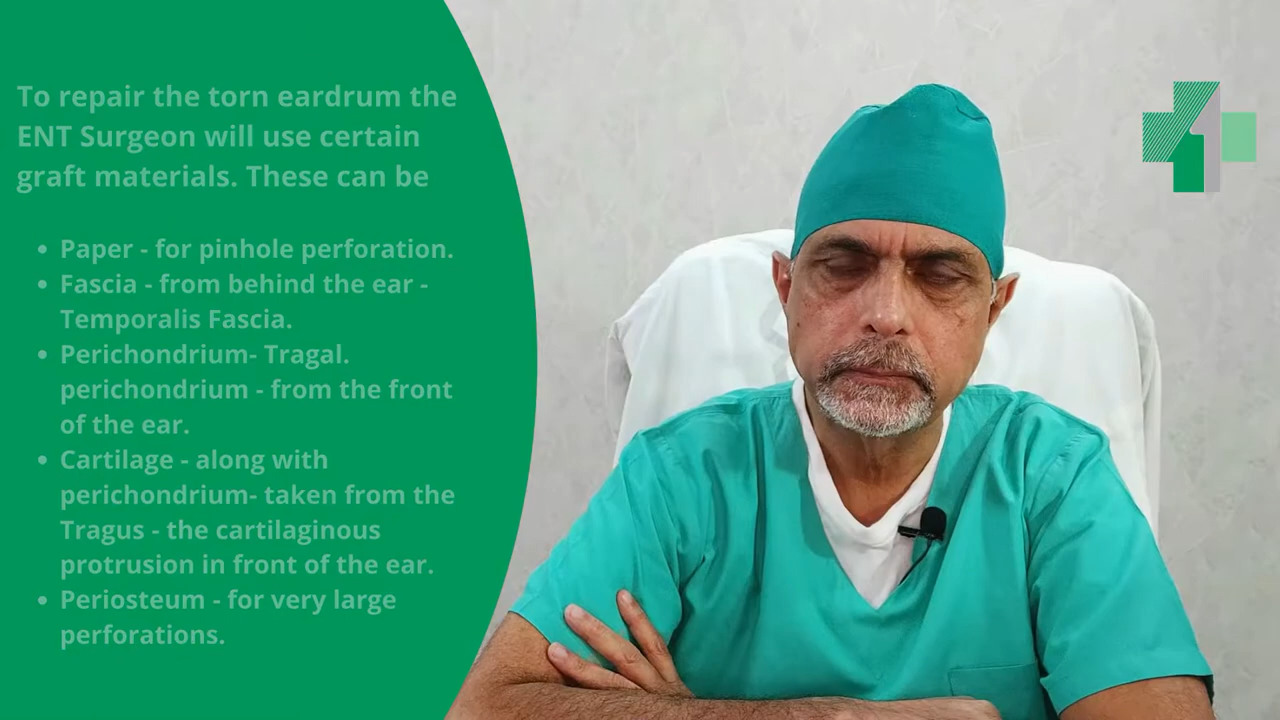 To repair the torn eardrum the
ENT Surgeon will use certain
graft materials. These can be
• Paper - for pinhole perforation.
• Fascia - from behind the ear -
Temporalis Fascia.
• Perichondrium- Tragal.
perichondrium - from the front
of the ear.
• Cartilage - along with
perichondrium- taken from the
Tragus - the cartilaginous
protrusion in front of the ear.
• Periosteum - for very large
perforations.
1